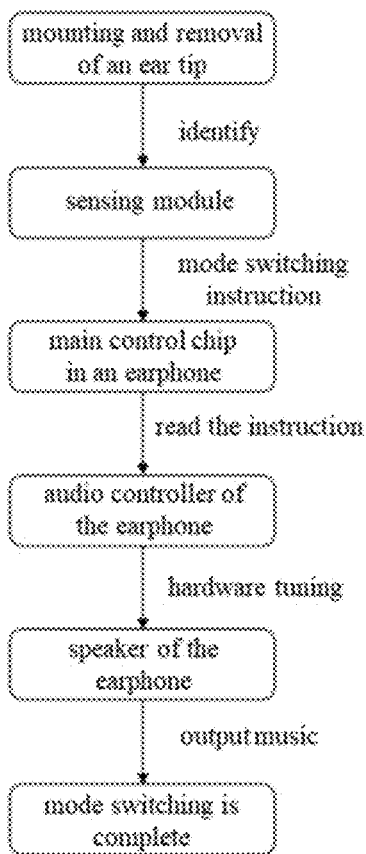 mounting and removal
of an ear tip
identify
sensing module
mode switching
instruction
main control chip
in an earphone
read the instruction
audio controller of
the earphone
hardware tuning
speaker of the
earphone
output music
mode switching is
complete